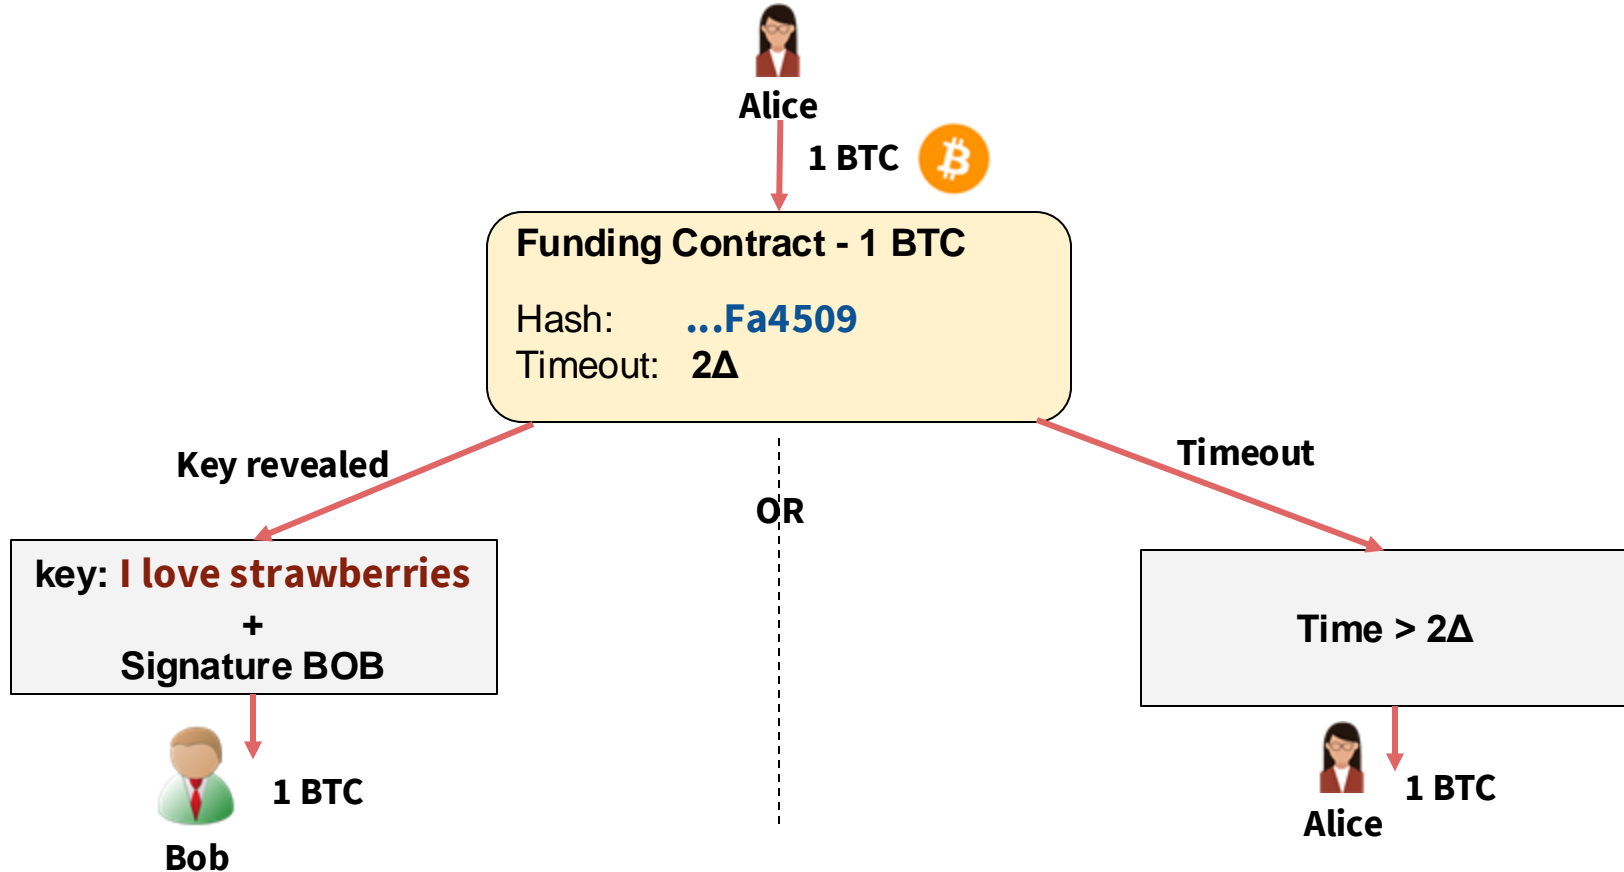 Alice
1 BTC
Funding Contract - 1 BTC
Hash: ...Fa4509
Timeout: 2Δ
Key revealed
Timeout
OR
key: I love strawberries
+
Signature BOB
Time > 2Δ
1 BTC
Bob
1 BTC
Alice